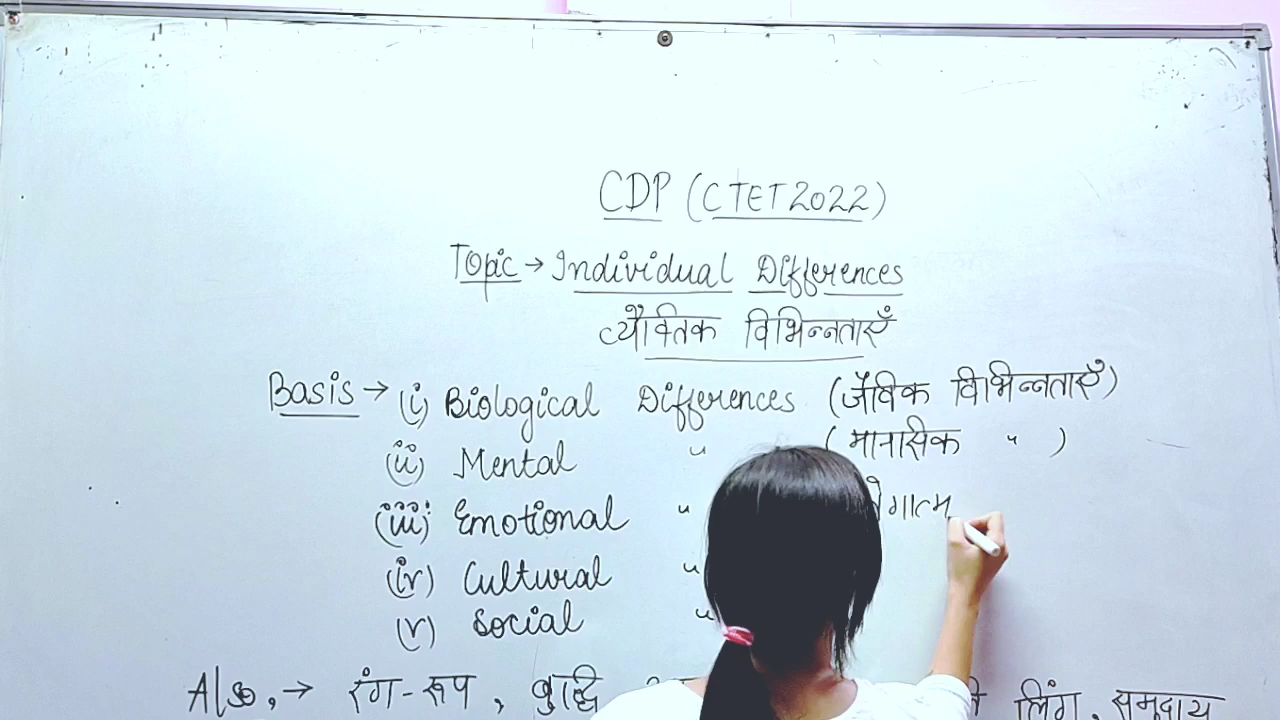 CDP (CTET 2022)
Topic → Individual Differences
व्यैक्तिक विभिन्नताएँ
Basis → (i) Biological Differences (जैविक विभिन्नताएँ)
(ii) Mental " (मानसिक " )
(iii) Emotional " वेगात्म
(iv) Cultural "
(v) Social "
Also, → रंग-रूप, बुद्धि लिंग, समुदाय